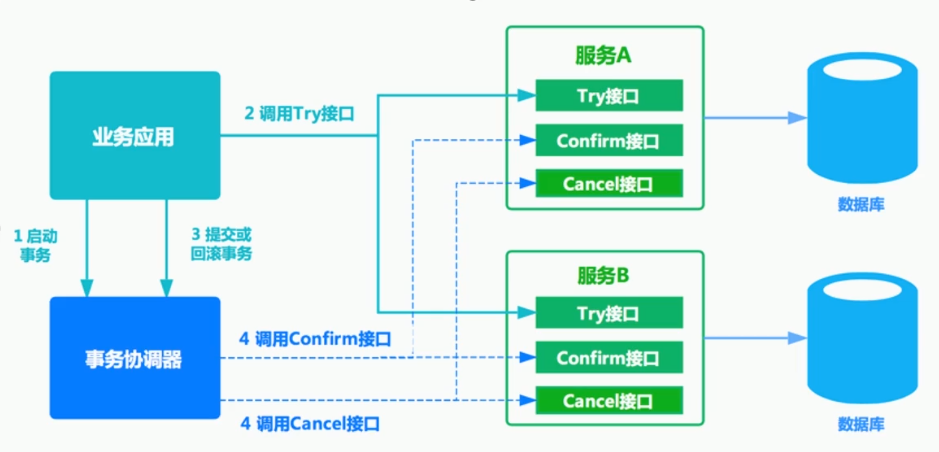 业务应用
2 调用Try接口
1 启动
事务
3 提交或
回滚事务
事务协调器
4 调用Confirm接口
4 调用Cancel接口
服务A
Try接口
Confirm接口
Cancel接口
数据库
服务B
Try接口
Confirm接口
Cancel接口
数据库